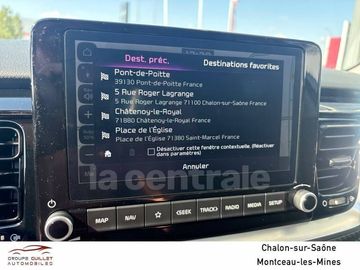 Dest. préc.
Destinations favorites
Pont-de-Poitte
39130 Pont-de-Poitte France
5 Rue Roger Lagrange
5 Rue Roger Lagrange 71100 Chalon-sur-Saône
Châtenoy-le-Royal
71880 Châtenoy-le-Royal France
Place de l'Église
Place de l'Église 71380 Saint-Marcel France
Désactiver cette fenêtre contextuelle. (Réactiver
dans paramètres)
Annuler
la centrale
MAP
NAV
SEEK
TRACK
RADIO
MEDIA
SETUP
GROUPE GUILLET
AUTOMOBILES
Chalon-sur-Saône
Montceau-les-Mines